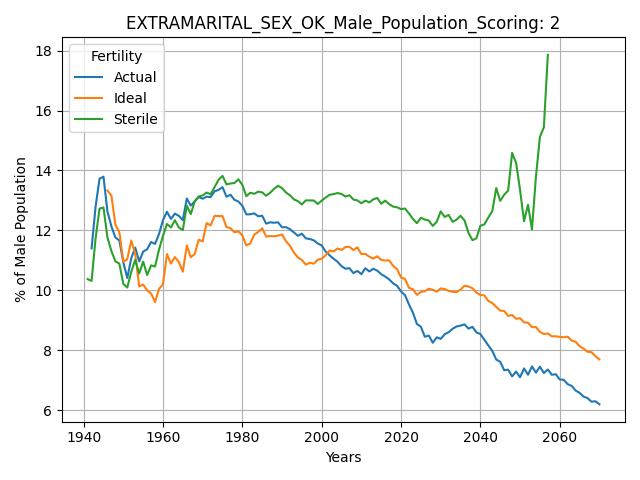 EXTRAMARITAL_SEX_OK_Male_Population_Scoring: 2
Fertility
Actual
Ideal
Sterile
% of Male Population
18
16
14
12
10
8
6
1940 1960 1980 2000 2020 2040 2060
Years